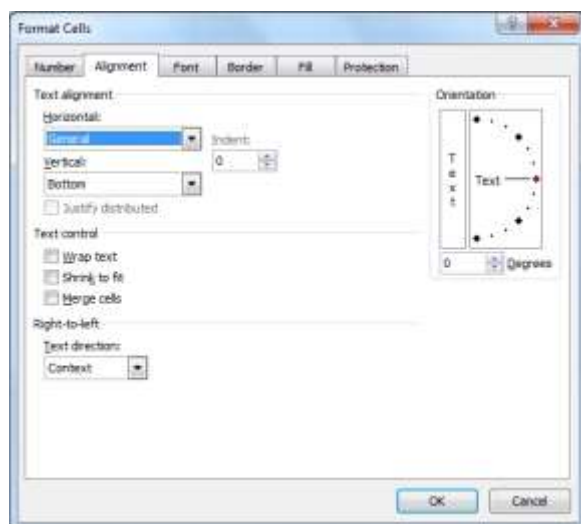 Format Cells
Number Alignment Font Border Fill Protection
Text alignment
Horizontal:
General
Indent:
Vertical:
0
Bottom
Justify distributed
Text control
Wrap text
Shrink to fit
Merge cells
Right-to-left
Text direction:
Context
Orientation
Text
Text
0 Degrees
OK Cancel